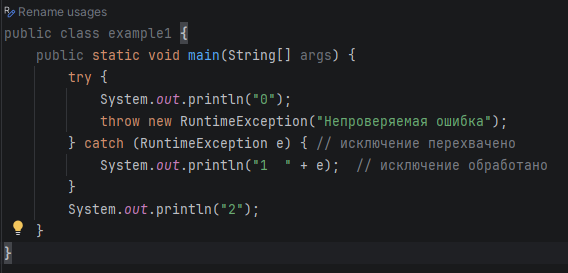 Rename usages
public class example1 {
    public static void main(String[] args) {
        try {
            System.out.println("0");
            throw new RuntimeException("Непроверяемая ошибка");
        } catch (RuntimeException e) { // исключение перехвачено
            System.out.println("1  " + e);  // исключение обработано
        }
        System.out.println("2");
    }
}